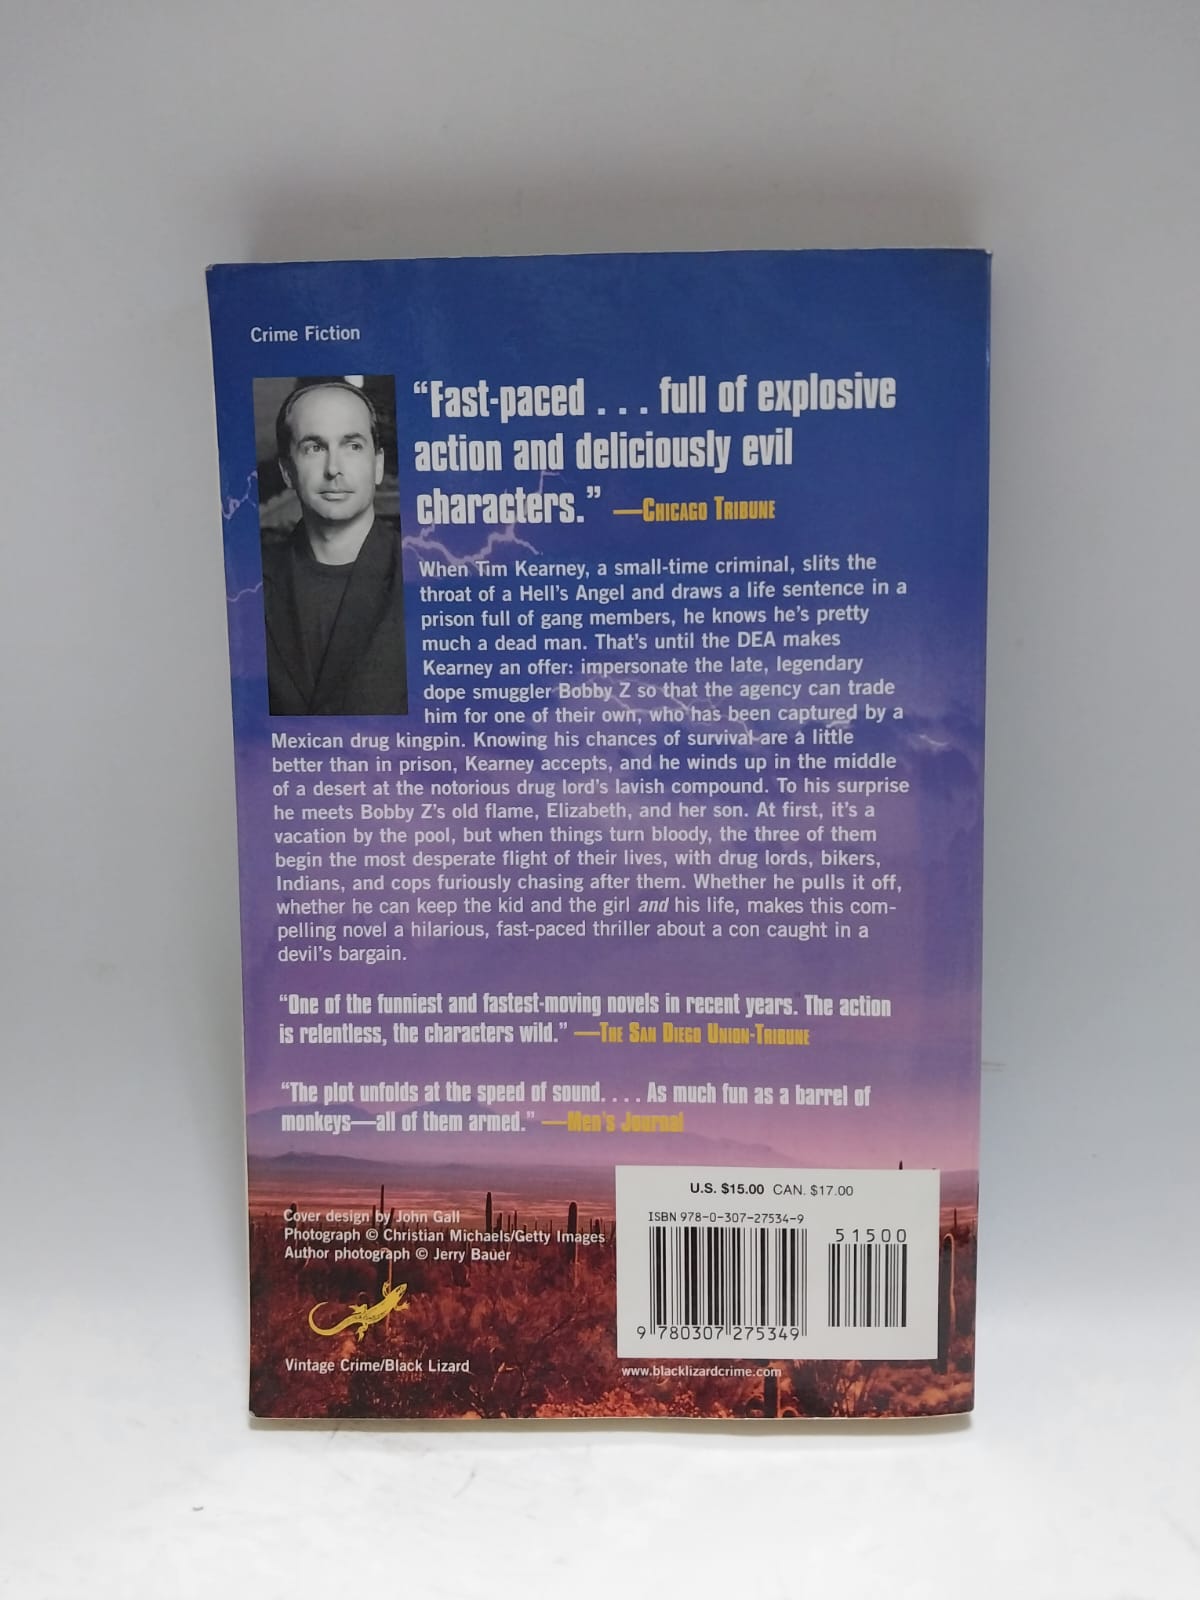 Crime Fiction
“Fast-paced . . . full of explosive
action and deliciously evil
characters.” —Chicago Tribune
When Tim Kearney, a small-time criminal, slits the
throat of a Hell’s Angel and draws a life sentence in a
prison full of gang members, he knows he’s pretty
much a dead man. That’s until the DEA makes
Kearney an offer: impersonate the late, legendary
dope smuggler Bobby Z so that the agency can trade
him for one of their own, who has been captured by a
Mexican drug kingpin. Knowing his chances of survival are a little
better than in prison, Kearney accepts, and he winds up in the middle
of a desert at the notorious drug lord’s lavish compound. To his surprise
he meets Bobby Z’s old flame, Elizabeth, and her son. At first, it’s a
vacation by the pool, but when things turn bloody, the three of them
begin the most desperate flight of their lives, with drug lords, bikers,
Indians, and cops furiously chasing after them. Whether he pulls it off,
whether he can keep the kid and the girl and his life, makes this com-
pelling novel a hilarious, fast-paced thriller about a con caught in a
devil’s bargain.
“One of the funniest and fastest-moving novels in recent years. The action
is relentless, the characters wild.” —The San Diego Union-Tribune
“The plot unfolds at the speed of sound. . . . As much fun as a barrel of
monkeys—all of them armed.” —Men’s Journal
Cover design by John Gall
Photograph © Christian Michaels/Getty Images
Author photograph © Jerry Bauer
Vintage Crime/Black Lizard
U.S. $15.00 CAN. $17.00
ISBN 978-0-307-27534-9
51500
9 780307 275349
www.blacklizardcrime.com